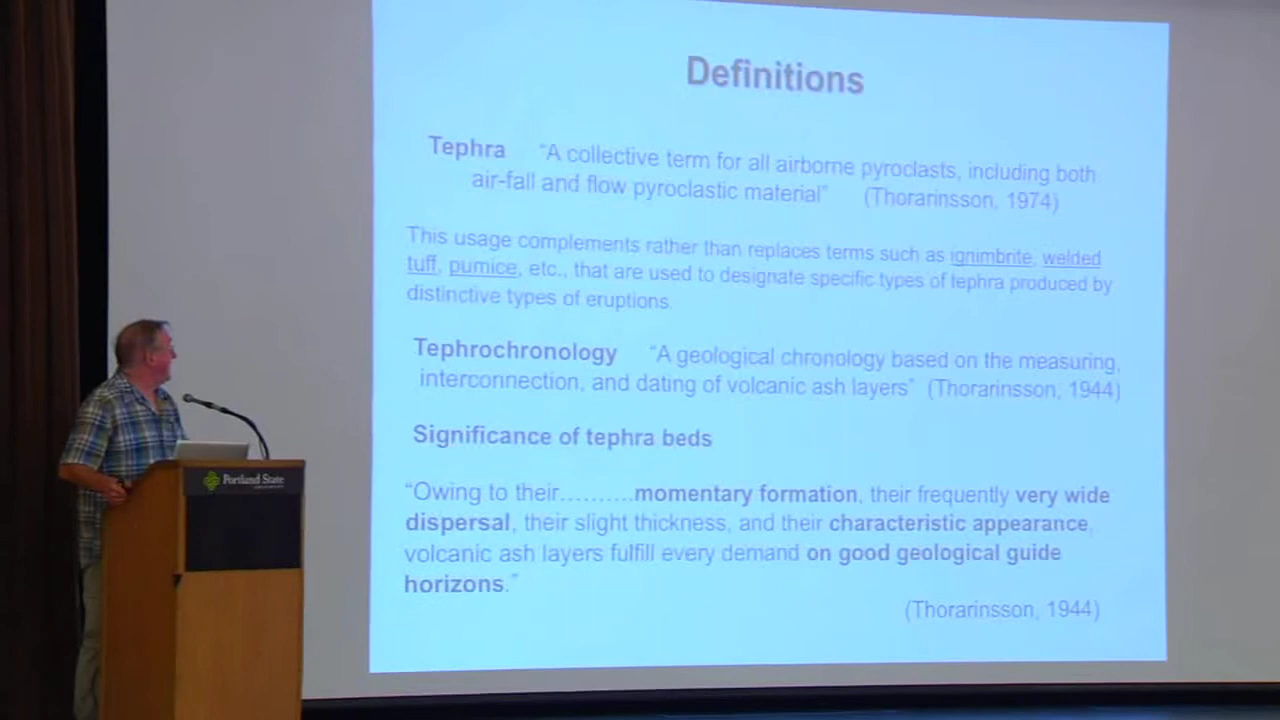 Definitions
Tephra “A collective term for all airborne pyroclasts, including both
air-fall and flow pyroclastic material” (Thorarinsson, 1974)
This usage complements rather than replaces terms such as ignimbrite, welded
tuff, pumice, etc., that are used to designate specific types of tephra produced by
distinctive types of eruptions.
Tephrochronology “A geological chronology based on the measuring,
interconnection, and dating of volcanic ash layers” (Thorarinsson, 1944)
Significance of tephra beds
“Owing to their..........momentary formation, their frequently very wide
dispersal, their slight thickness, and their characteristic appearance,
volcanic ash layers fulfill every demand on good geological guide
horizons.”
(Thorarinsson, 1944)
Portland State